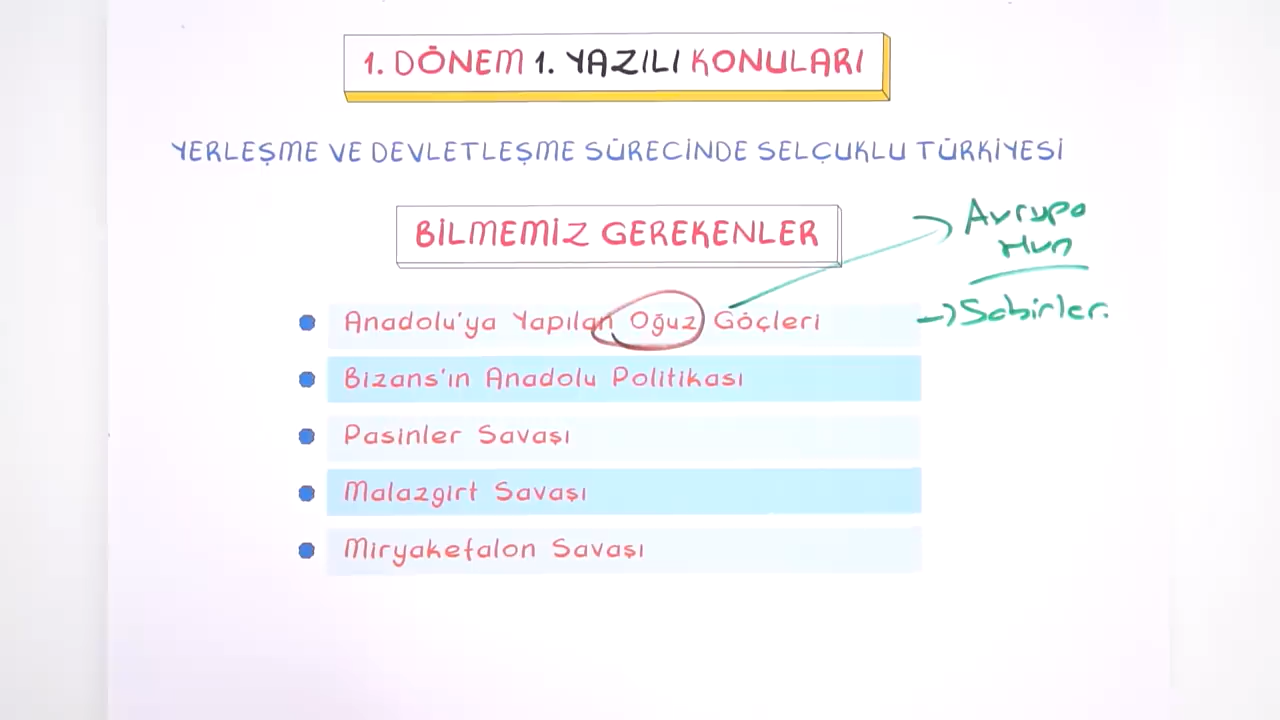 1. DÖNEM 1. YAZILI KONULARI
YERLEŞME VE DEVLETLEŞME SÜRECİNDE SELÇUKLU TÜRKİYESİ
BİLMEMİZ GEREKENLER
Avrupa
Hun
Anadolu'ya Yapılan Oğuz Göçleri
→ Sabirler.
Bizans'ın Anadolu Politikası
Pasinler Savaşı
Malazgirt Savaşı
Miryakefalon Savaşı